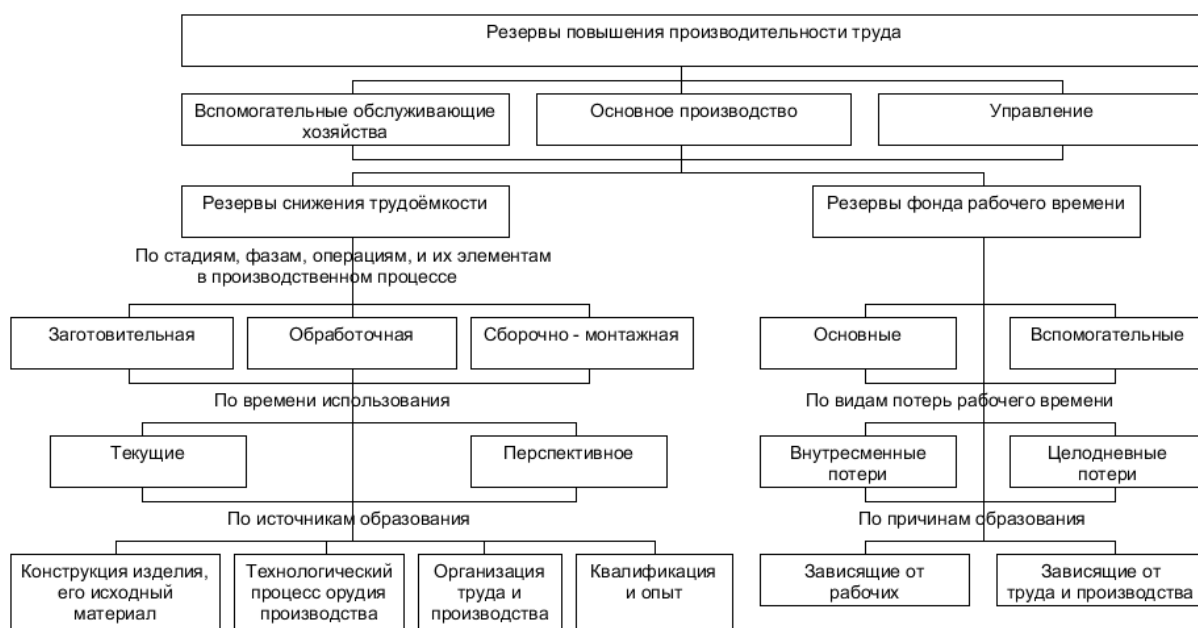 Резервы повышения производительности труда
Вспомогательные обслуживающие
хозяйства
Основное производство
Управление
Резервы снижения трудоёмкости
Резервы фонда рабочего времени
По стадиям, фазам, операциям, и их элементам
в производственном процессе
Заготовительная
Обработочная
Сборочно - монтажная
Основные
Вспомогательные
По времени использования
По видам потерь рабочего времени
Текущие
Перспективное
Внутресменные
потери
Целодневные
потери
По источникам образования
По причинам образования
Конструкция изделия,
его исходный
материал
Технологический
процесс орудия
производства
Организация
труда и
производства
Квалификация
и опыт
Зависящие от
рабочих
Зависящие от
труда и производства